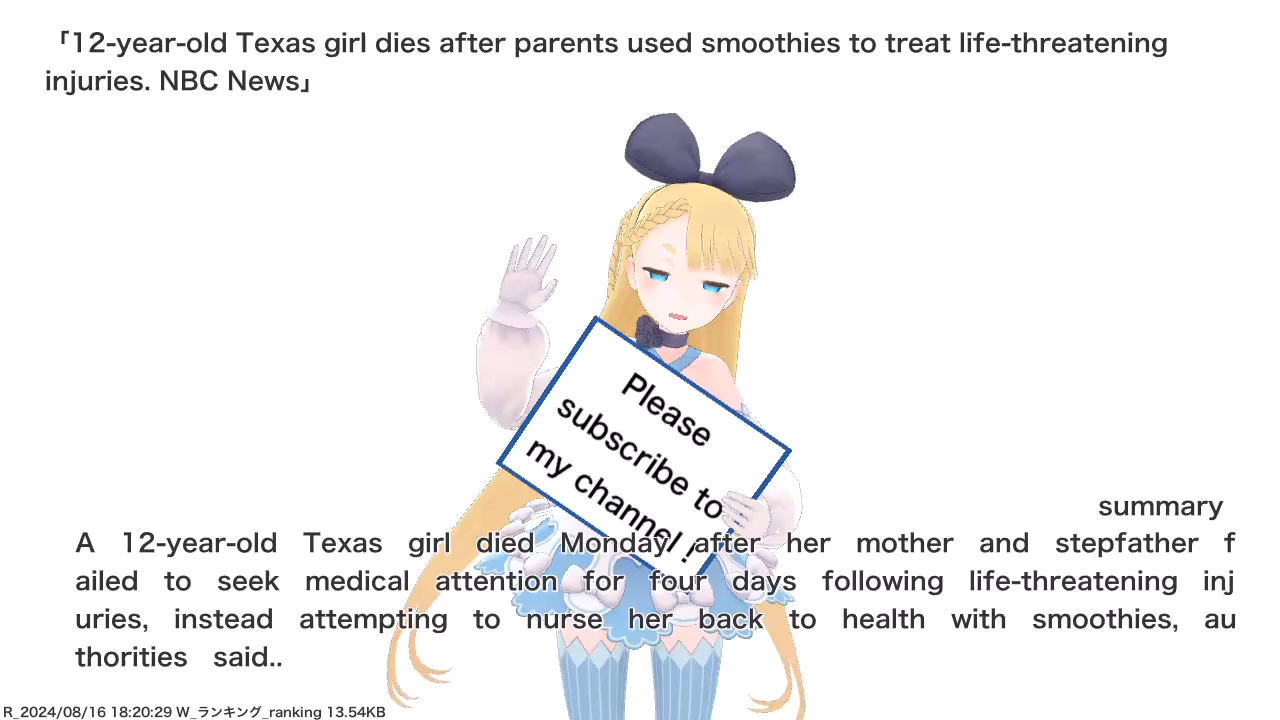 「12-year-old Texas girl dies after parents used smoothies to treat life-threatening
injuries. NBC News」
Please
subscribe to
my channel !
summary
A 12-year-old Texas girl died Monday after her mother and stepfather f
ailed to seek medical attention for four days following life-threatening inj
uries, instead attempting to nurse her back to health with smoothies, au
thorities said..
R_2024/08/16 18:20:29 W_ランキング_ranking 13.54KB